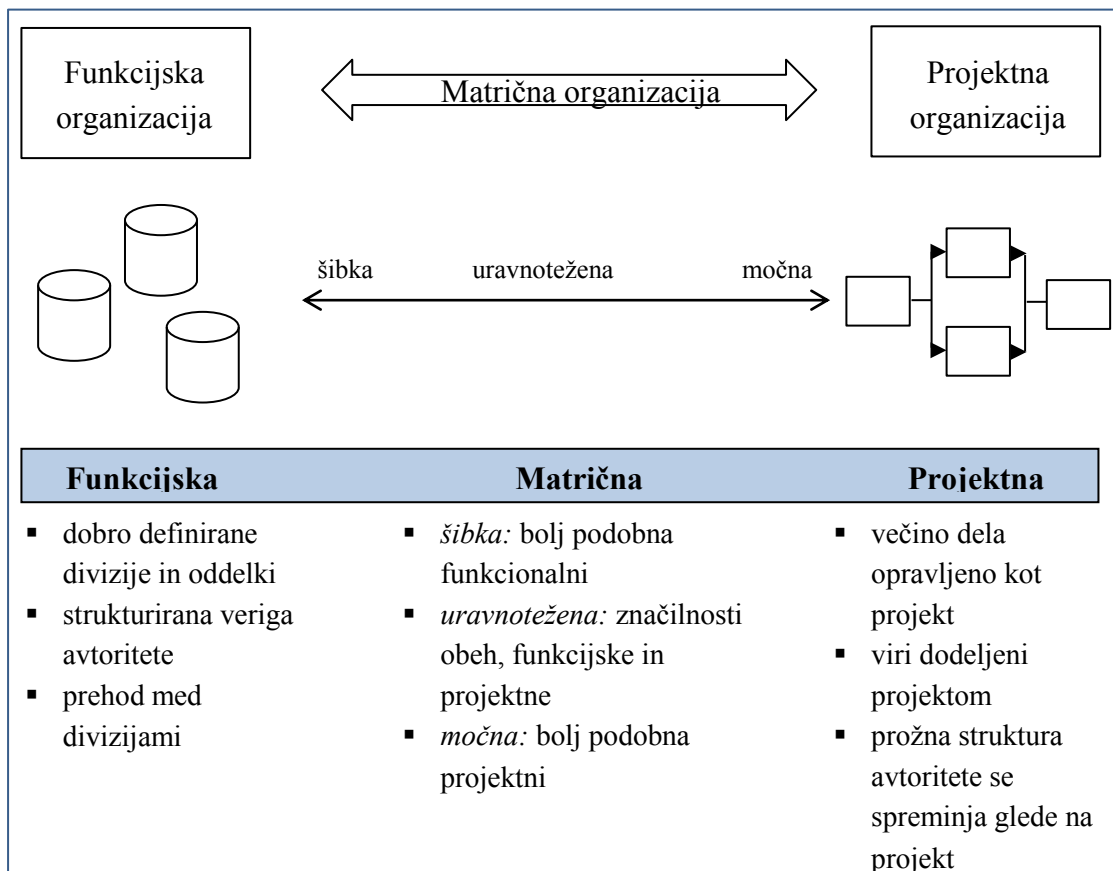 Funkcijska
organizacija
Matrična organizacija
Projektna
organizacija
šibka
uravnotežena
močna
Funkcijska
Matrična
Projektna
▪ dobro definirane
divizije in oddelki
▪ strukturirana veriga
avtoritete
▪ prehod med
divizijami
▪ šibka: bolj podobna
funkcionalni
▪ uravnotežena: značilnosti
obeh, funkcijske in
projektne
▪ močna: bolj podobna
projektni
▪ večino dela
opravljeno kot
projekt
▪ viri dodeljeni
projektom
▪ prožna struktura
avtoritete se
spreminja glede na
projekt